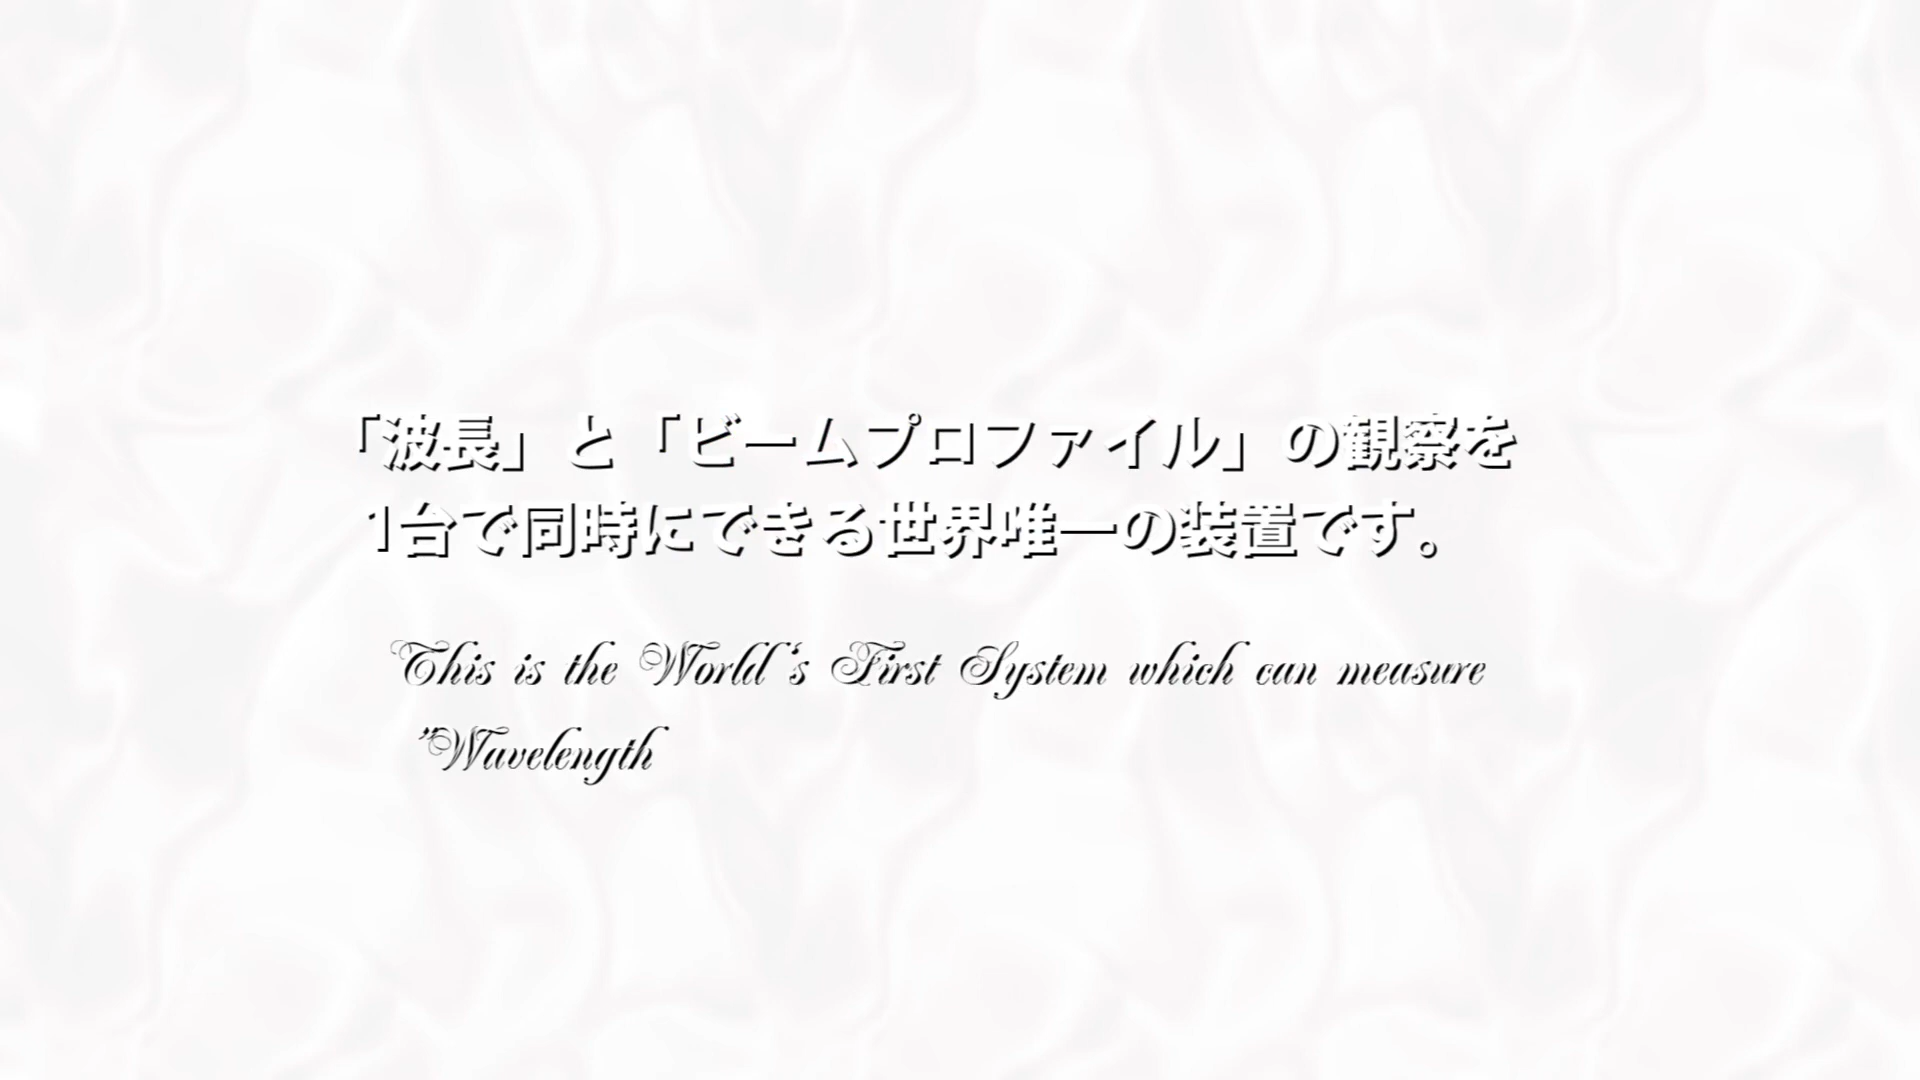 「波長」と「ビームプロファイル」の観察を
1台で同時にできる世界唯一の装置です。
This is the World's First System which can measure
"Wavelength